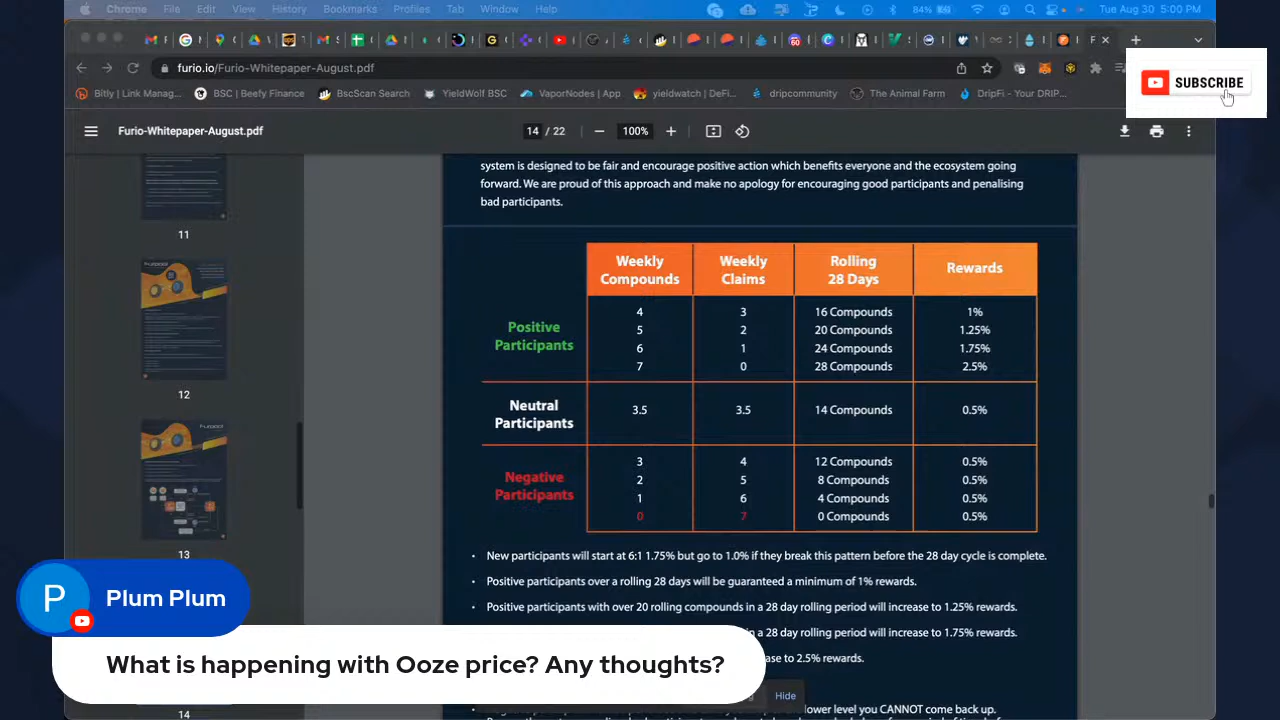 Chrome File Edit View History Bookmarks Profiles Tab Window Help
84% Tue Aug 30 5:00 PM
furio.io/Furio-Whitepaper-August.pdf
SUBSCRIBE
Bitly | Link Manag... BSC | Beefy Finance BscScan Search YieldWolf BSC VaporNodes | App yieldwatch | DeFi... dripcommunity The Animal Farm DripFi. - Your DRIP...
Furio-Whitepaper-August.pdf 14 / 22 100%
system is designed to be fair and encourage positive action which benefits everyone and the ecosystem going
forward. We are proud of this approach and make no apology for encouraging good participants and penalising
bad participants.
11
12
13
14
Weekly Compounds Weekly Claims Rolling 28 Days Rewards
Positive Participants
4 3 16 Compounds 1%
5 2 20 Compounds 1.25%
6 1 24 Compounds 1.75%
7 0 28 Compounds 2.5%
Neutral Participants
3.5 3.5 14 Compounds 0.5%
Negative Participants
3 4 12 Compounds 0.5%
2 5 8 Compounds 0.5%
1 6 4 Compounds 0.5%
0 7 0 Compounds 0.5%
• New participants will start at 6:1 1.75% but go to 1.0% if they break this pattern before the 28 day cycle is complete.
• Positive participants over a rolling 28 days will be guaranteed a minimum of 1% rewards.
• Positive participants with over 20 rolling compounds in a 28 day rolling period will increase to 1.25% rewards.
in a 28 day rolling period will increase to 1.75% rewards.
to 2.5% rewards.
Hide
lower level you CANNOT come back up.
P
Plum Plum
What is happening with Ooze price? Any thoughts?